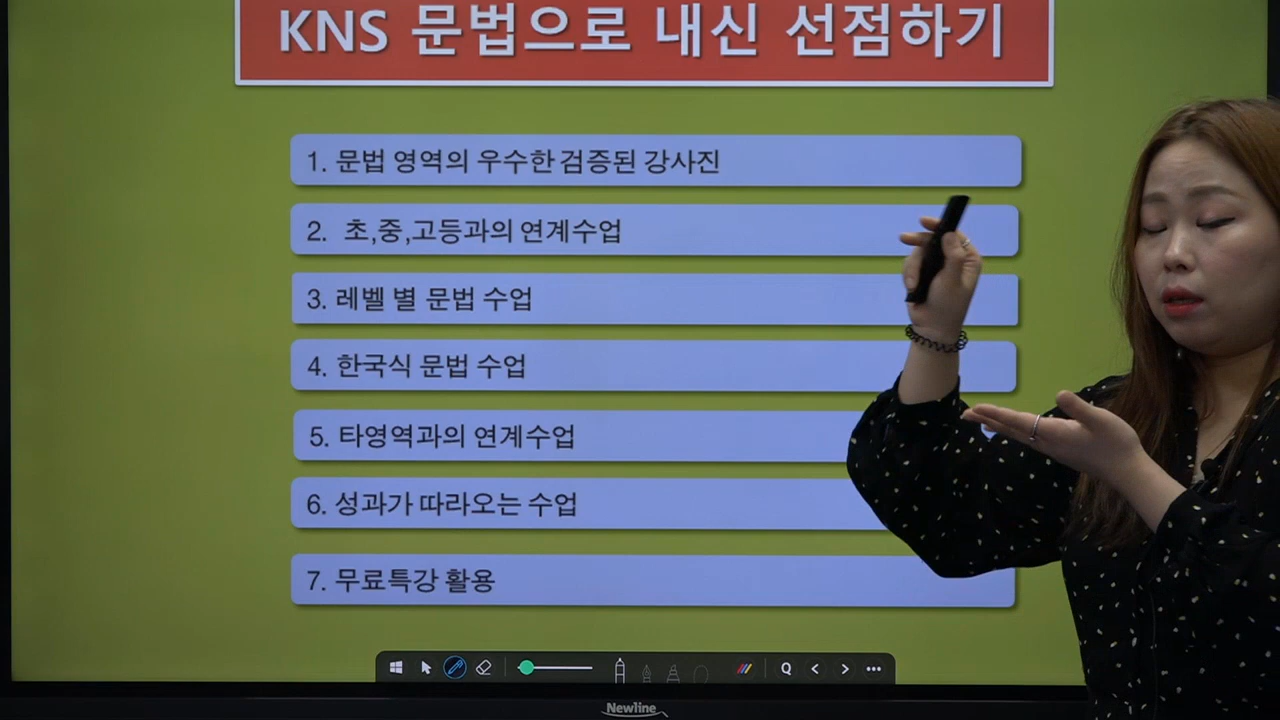 KNS 문법으로 내신 선점하기
1. 문법 영역의 우수한 검증된 강사진
2. 초,중,고등과의 연계수업
3. 레벨 별 문법 수업
4. 한국식 문법 수업
5. 타영역과의 연계수업
6. 성과가 따라오는 수업
7. 무료특강 활용
Newline